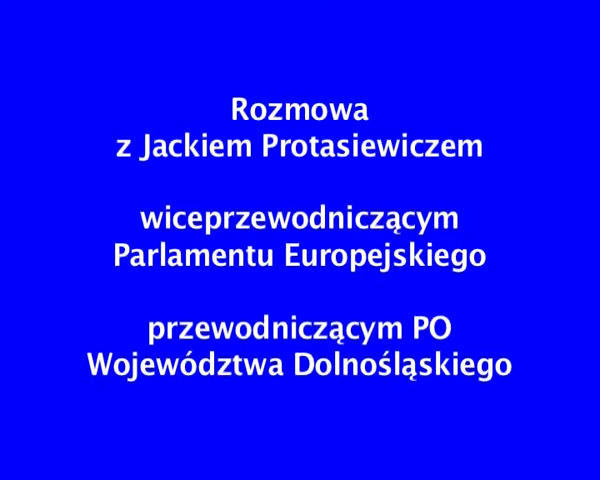 Rozmowa
z Jackiem Protasiewiczem
wiceprzewodniczącym
Parlamentu Europejskiego
przewodniczącym PO
Województwa Dolnośląskiego